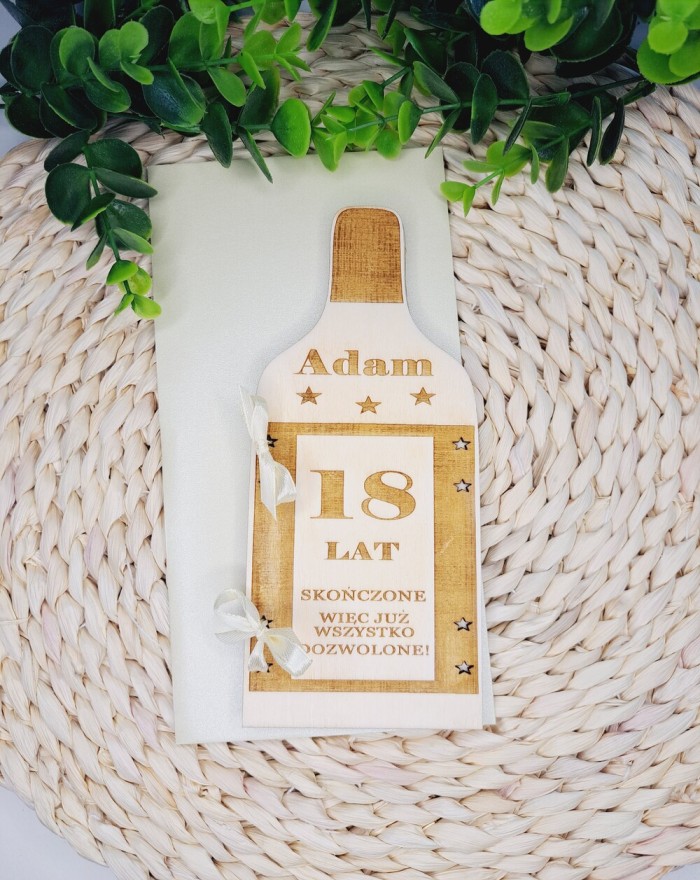 Adam
18
LAT
SKOŃCZONE
WIĘC JUŻ
WSZYSTKO
DOZWOLONE!